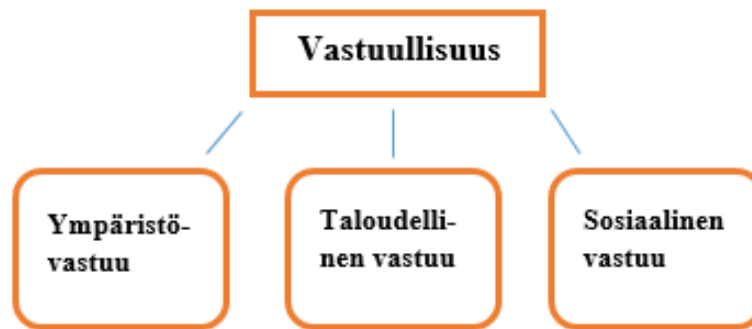 Vastuullisuus
Ympäristö-
vastuu
Taloudelli-
nen vastuu
Sosiaalinen
vastuu